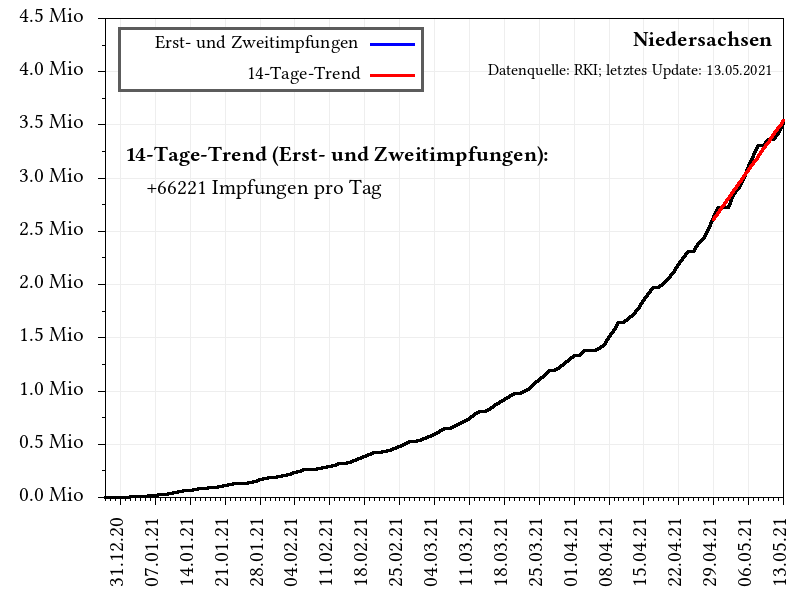 4.5 Mio
4.0 Mio
3.5 Mio
3.0 Mio
2.5 Mio
2.0 Mio
1.5 Mio
1.0 Mio
0.5 Mio
0.0 Mio
Erst- und Zweitimpfungen
14-Tage-Trend
Niedersachsen
Datenquelle: RKI; letztes Update: 13.05.2021
14-Tage-Trend (Erst- und Zweitimpfungen):
+66221 Impfungen pro Tag
31.12.20
07.01.21
14.01.21
21.01.21
28.01.21
04.02.21
11.02.21
18.02.21
25.02.21
04.03.21
11.03.21
18.03.21
25.03.21
01.04.21
08.04.21
15.04.21
22.04.21
29.04.21
06.05.21
13.05.21